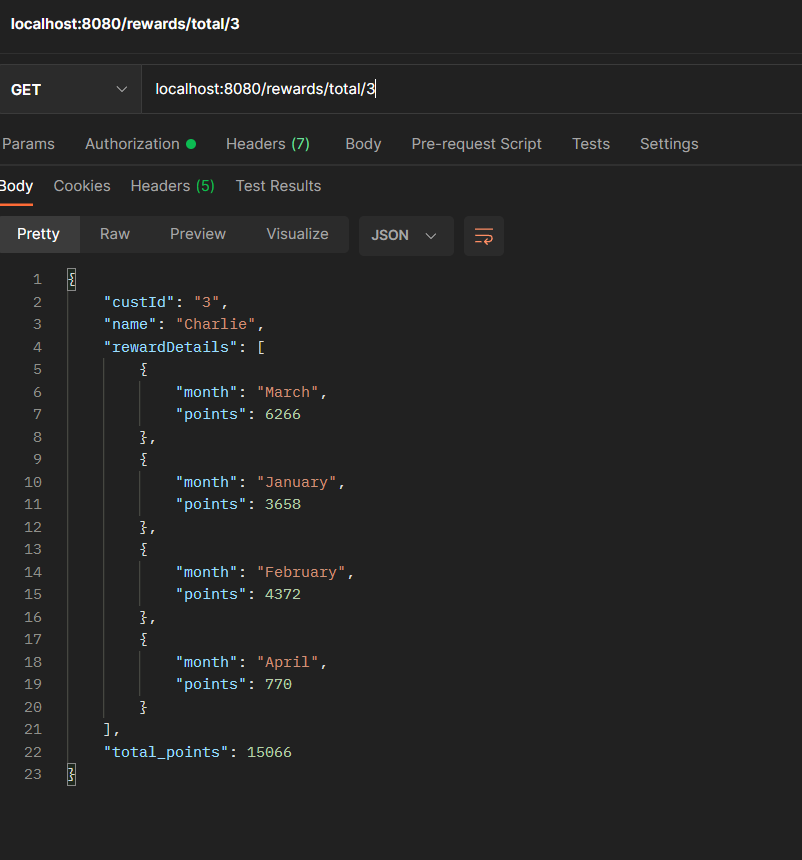 localhost:8080/rewards/total/3
GET localhost:8080/rewards/total/3
Params Authorization Headers (7) Body Pre-request Script Tests Settings
Body Cookies Headers (5) Test Results
Pretty Raw Preview Visualize JSON
1 {
2 "custId": "3",
3 "name": "Charlie",
4 "rewardDetails": [
5 {
6 "month": "March",
7 "points": 6266
8 },
9 {
10 "month": "January",
11 "points": 3658
12 },
13 {
14 "month": "February",
15 "points": 4372
16 },
17 {
18 "month": "April",
19 "points": 770
20 }
21 ],
22 "total_points": 15066
23 }